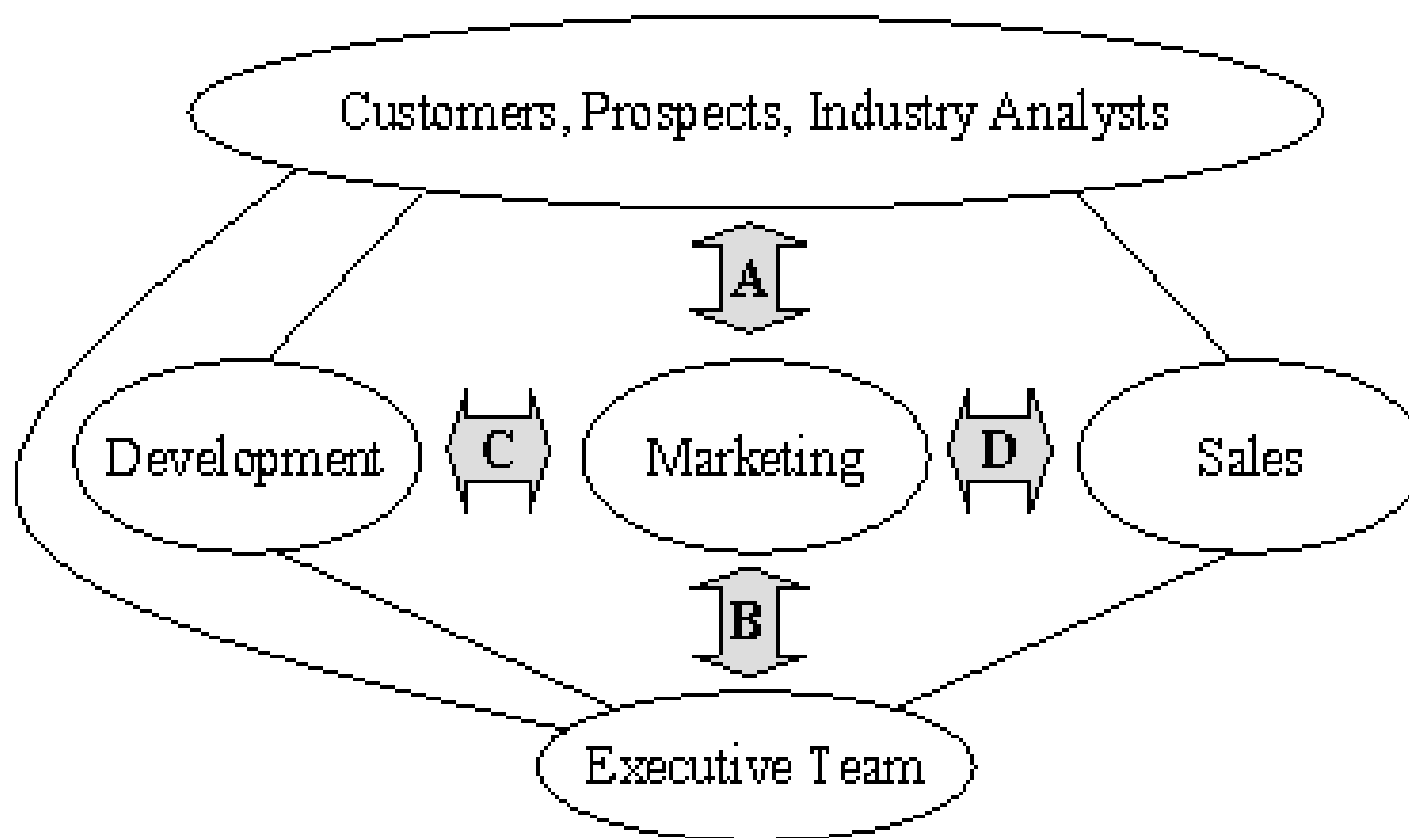 Customers, Prospects, Industry Analysts
A
Development
C
Marketing
D
Sales
B
Executive Team